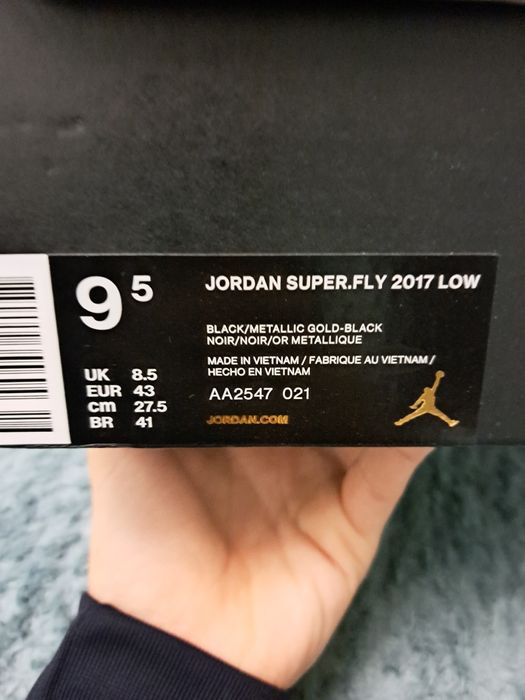 9 5
JORDAN SUPER.FLY 2017 LOW
BLACK/METALLIC GOLD-BLACK
NOIR/NOIR/OR METALLIQUE
MADE IN VIETNAM / FABRIQUE AU VIETNAM /
HECHO EN VIETNAM
UK 8.5
EUR 43
cm 27.5
BR 41
AA2547 021
JORDAN.COM